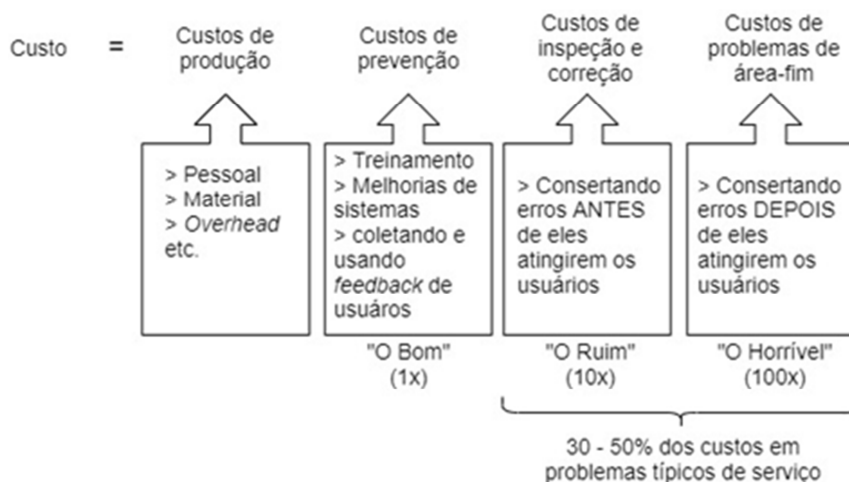 Custo =
Custos de
produção
Custos de
prevenção
Custos de
inspeção e
correção
Custos de
problemas de
área-fim
> Pessoal
> Material
> Overhead
etc.
> Treinamento
> Melhorias de
sistemas
> coletando e
usando
feedback de
usuáros
> Consertando
erros ANTES
de eles
atingirem os
usuários
> Consertando
erros DEPOIS
de eles
atingirem os
usuários
"O Bom"
(1x)
"O Ruim"
(10x)
"O Horrível"
(100x)
30 - 50% dos custos em
problemas típicos de serviço